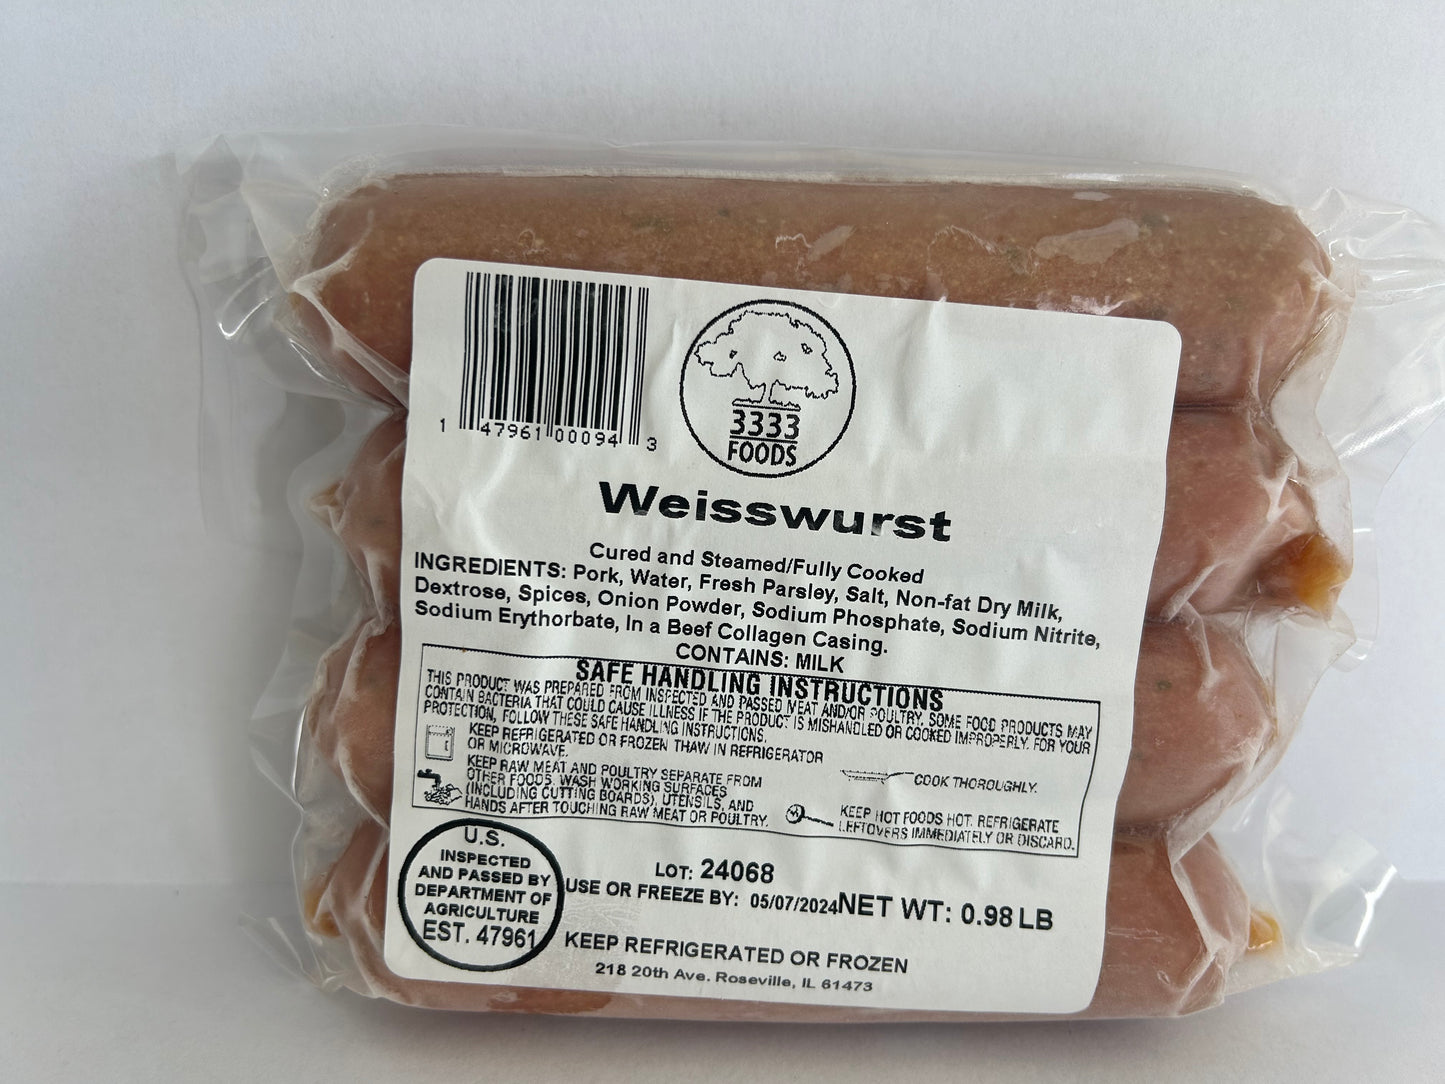 1 47961 00094 3
3333
FOODS
Weisswurst
Cured and Steamed/Fully Cooked
INGREDIENTS: Pork, Water, Fresh Parsley, Salt, Non-fat Dry Milk,
Dextrose, Spices, Onion Powder, Sodium Phosphate, Sodium Nitrite,
Sodium Erythorbate, In a Beef Collagen Casing.
CONTAINS: MILK
SAFE HANDLING INSTRUCTIONS
THIS PRODUCT WAS PREPARED FROM INSPECTED AND PASSED MEAT AND/OR POULTRY. SOME FOOD PRODUCTS MAY
CONTAIN BACTERIA THAT COULD CAUSE ILLNESS IF THE PRODUCT IS MISHANDLED OR COOKED IMPROPERLY. FOR YOUR
PROTECTION, FOLLOW THESE SAFE HANDLING INSTRUCTIONS.
KEEP REFRIGERATED OR FROZEN THAW IN REFRIGERATOR
OR MICROWAVE.
KEEP RAW MEAT AND POULTRY SEPARATE FROM
OTHER FOODS. WASH WORKING SURFACES
(INCLUDING CUTTING BOARDS), UTENSILS, AND
HANDS AFTER TOUCHING RAW MEAT OR POULTRY.
COOK THOROUGHLY.
KEEP HOT FOODS HOT. REFRIGERATE
LEFTOVERS IMMEDIATELY OR DISCARD.
U.S.
INSPECTED
AND PASSED BY
DEPARTMENT OF
AGRICULTURE
EST. 47961
LOT: 24068
USE OR FREEZE BY: 05/07/2024
NET WT: 0.98 LB
KEEP REFRIGERATED OR FROZEN
218 20th Ave. Roseville, IL 61473